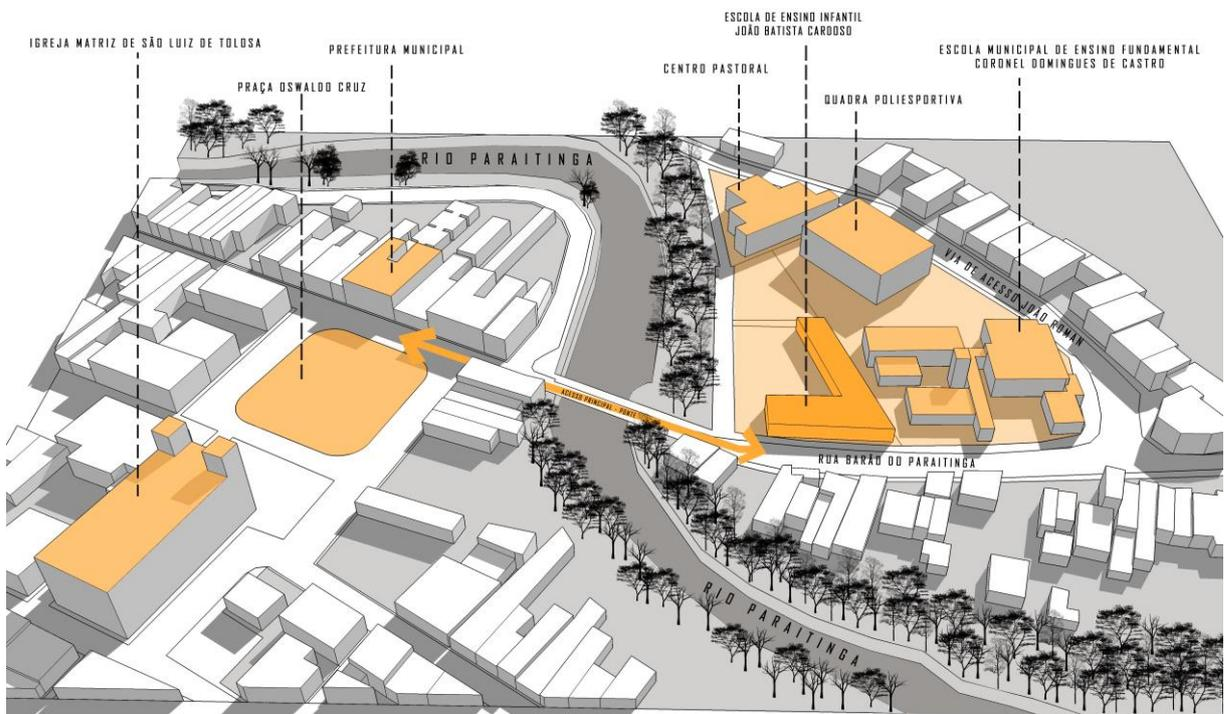 ESCOLA DE ENSINO INFANTIL
JOÃO BATISTA CARDOSO
IGREJA MATRIZ DE SÃO LUIZ DE TOLOSA
PREFEITURA MUNICIPAL
ESCOLA MUNICIPAL DE ENSINO FUNDAMENTAL
CORONEL DOMINGUES DE CASTRO
CENTRO PASTORAL
PRAÇA OSWALDO CRUZ
QUADRA POLIESPORTIVA
RIO PARAITINGA
VIA DE ACESSO JOÃO ROMAN
ACESSO PRINCIPAL - PONTE
RUA BARÃO DO PARAITINGA
RIO PARAITINGA